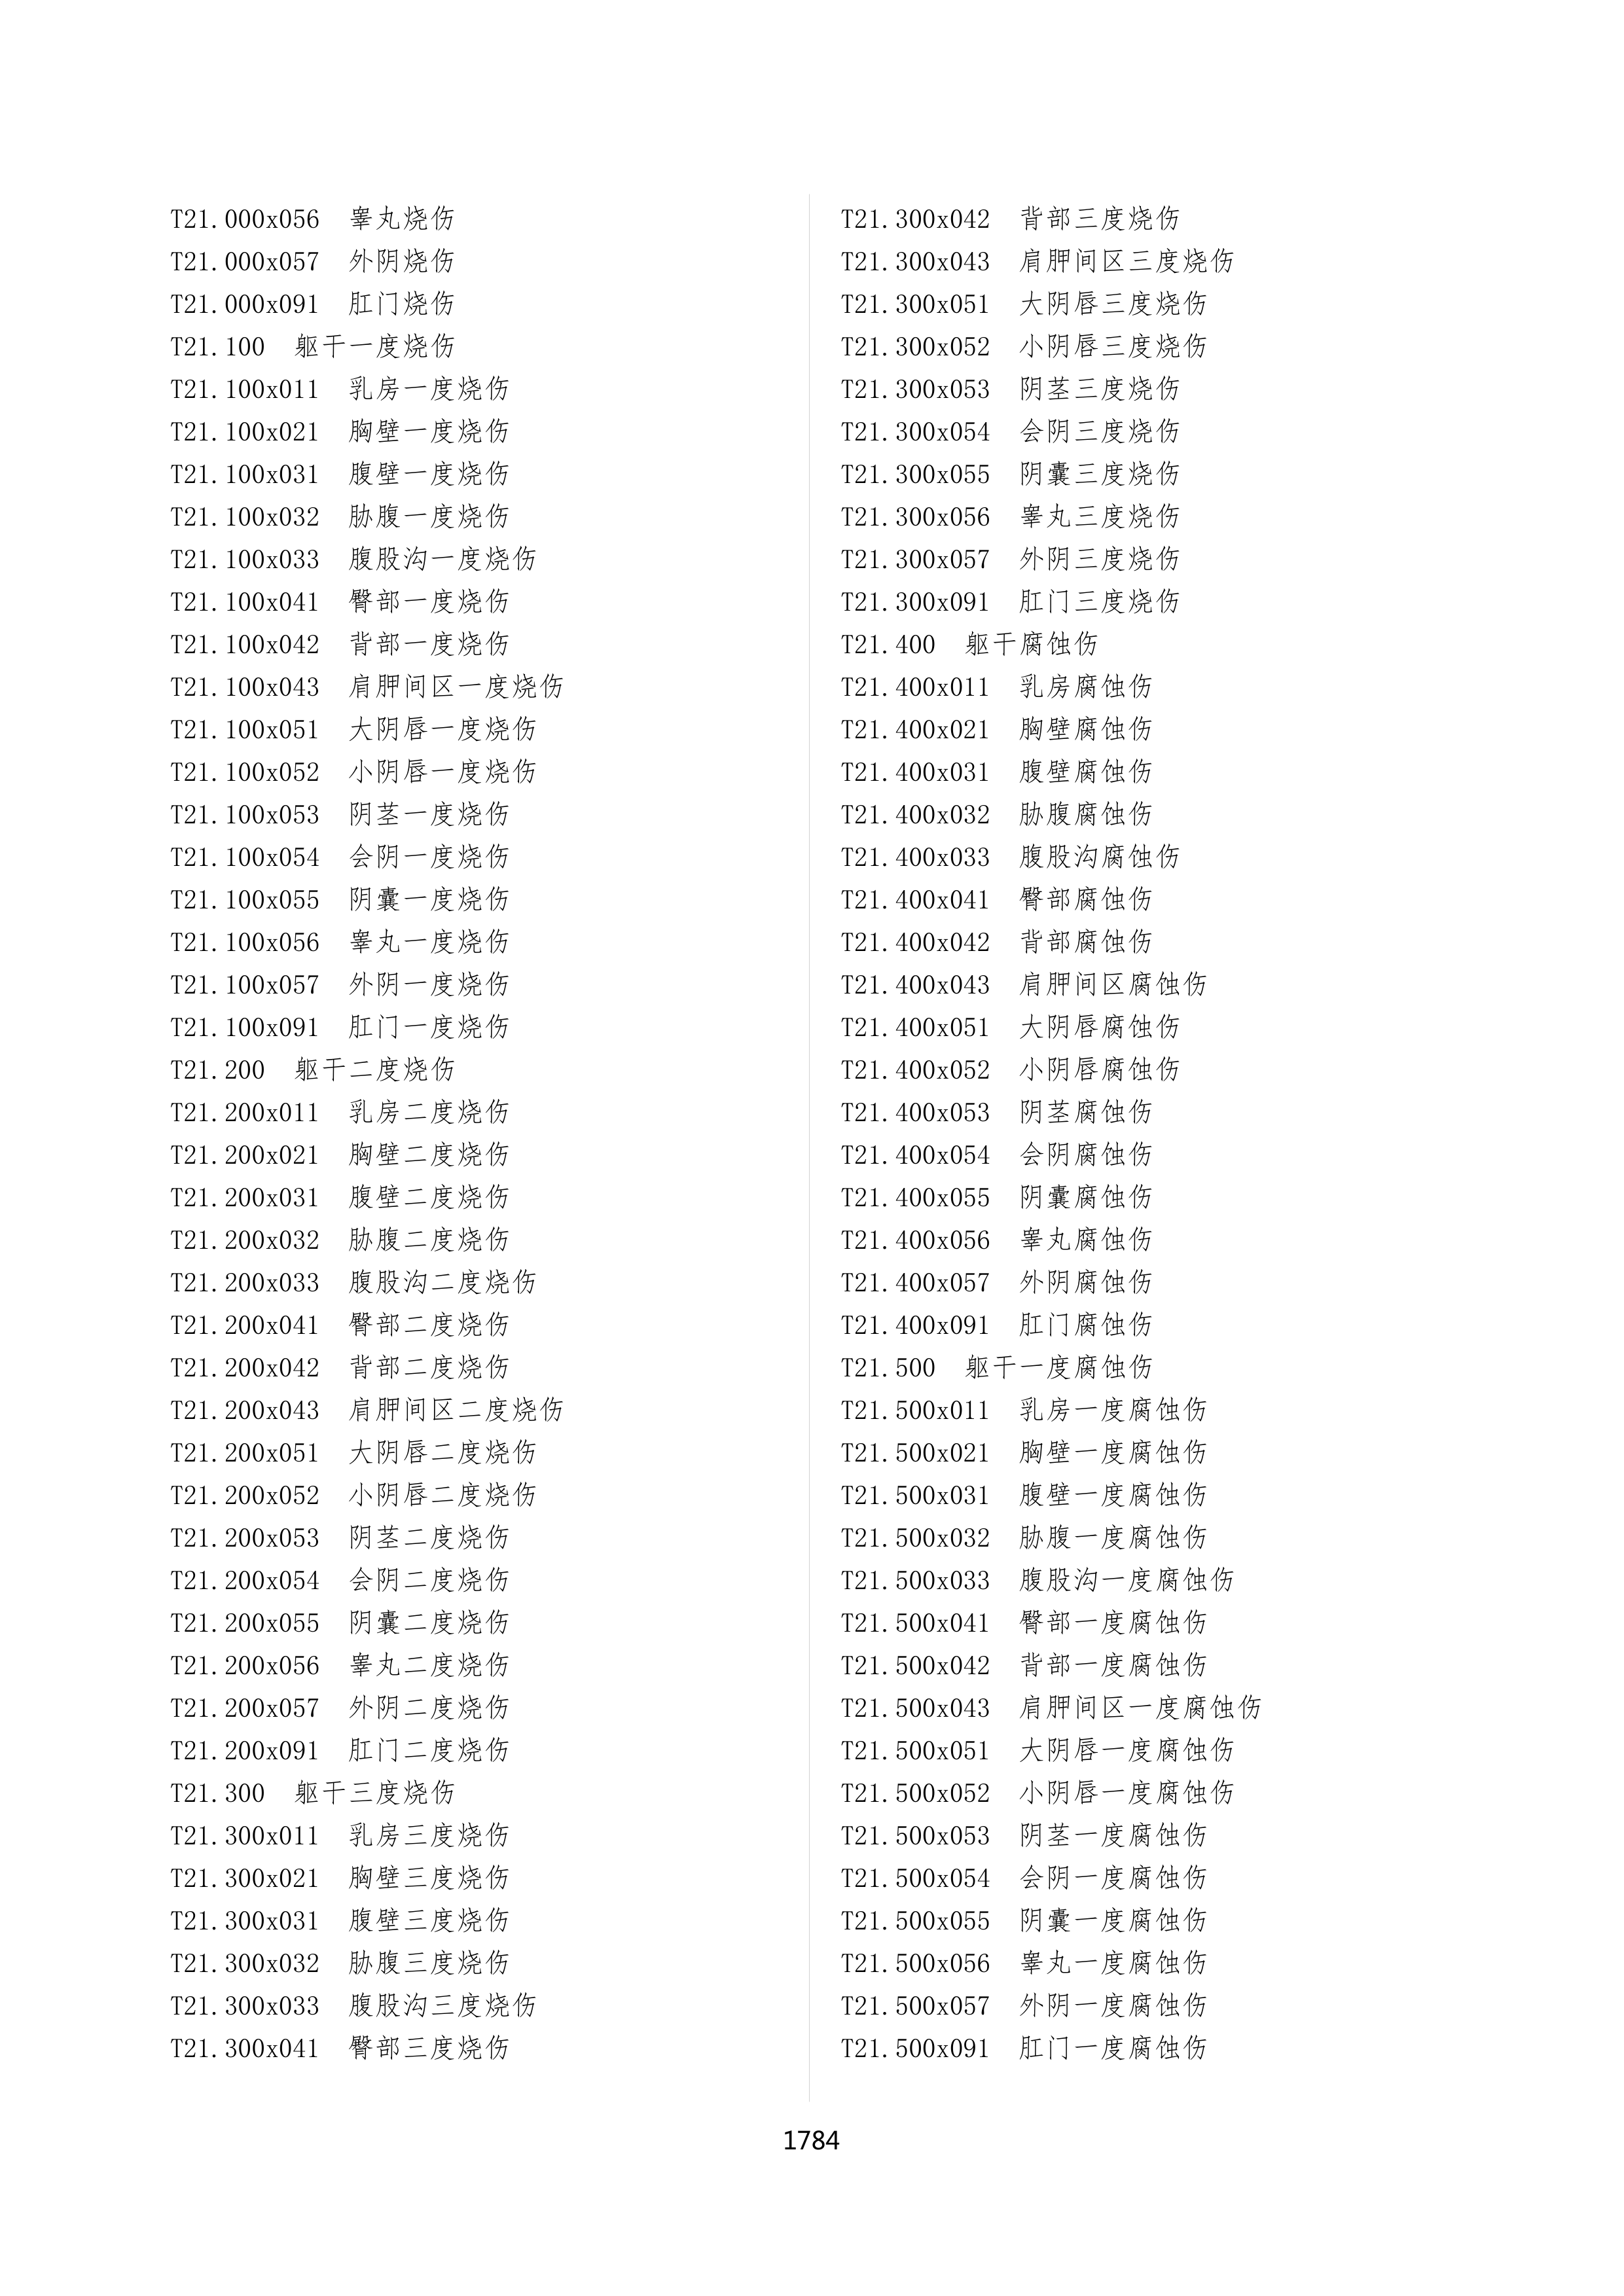 T21.000x056 睾丸烧伤
T21.000x057 外阴烧伤
T21.000x091 肛门烧伤
T21.100 躯干一度烧伤
T21.100x011 乳房一度烧伤
T21.100x021 胸壁一度烧伤
T21.100x031 腹壁一度烧伤
T21.100x032 胁腹一度烧伤
T21.100x033 腹股沟一度烧伤
T21.100x041 臀部一度烧伤
T21.100x042 背部一度烧伤
T21.100x043 肩胛间区一度烧伤
T21.100x051 大阴唇一度烧伤
T21.100x052 小阴唇一度烧伤
T21.100x053 阴茎一度烧伤
T21.100x054 会阴一度烧伤
T21.100x055 阴囊一度烧伤
T21.100x056 睾丸一度烧伤
T21.100x057 外阴一度烧伤
T21.100x091 肛门一度烧伤
T21.200 躯干二度烧伤
T21.200x011 乳房二度烧伤
T21.200x021 胸壁二度烧伤
T21.200x031 腹壁二度烧伤
T21.200x032 胁腹二度烧伤
T21.200x033 腹股沟二度烧伤
T21.200x041 臀部二度烧伤
T21.200x042 背部二度烧伤
T21.200x043 肩胛间区二度烧伤
T21.200x051 大阴唇二度烧伤
T21.200x052 小阴唇二度烧伤
T21.200x053 阴茎二度烧伤
T21.200x054 会阴二度烧伤
T21.200x055 阴囊二度烧伤
T21.200x056 睾丸二度烧伤
T21.200x057 外阴二度烧伤
T21.200x091 肛门二度烧伤
T21.300 躯干三度烧伤
T21.300x011 乳房三度烧伤
T21.300x021 胸壁三度烧伤
T21.300x031 腹壁三度烧伤
T21.300x032 胁腹三度烧伤
T21.300x033 腹股沟三度烧伤
T21.300x041 臀部三度烧伤
T21.300x042 背部三度烧伤
T21.300x043 肩胛间区三度烧伤
T21.300x051 大阴唇三度烧伤
T21.300x052 小阴唇三度烧伤
T21.300x053 阴茎三度烧伤
T21.300x054 会阴三度烧伤
T21.300x055 阴囊三度烧伤
T21.300x056 睾丸三度烧伤
T21.300x057 外阴三度烧伤
T21.300x091 肛门三度烧伤
T21.400 躯干腐蚀伤
T21.400x011 乳房腐蚀伤
T21.400x021 胸壁腐蚀伤
T21.400x031 腹壁腐蚀伤
T21.400x032 胁腹腐蚀伤
T21.400x033 腹股沟腐蚀伤
T21.400x041 臀部腐蚀伤
T21.400x042 背部腐蚀伤
T21.400x043 肩胛间区腐蚀伤
T21.400x051 大阴唇腐蚀伤
T21.400x052 小阴唇腐蚀伤
T21.400x053 阴茎腐蚀伤
T21.400x054 会阴腐蚀伤
T21.400x055 阴囊腐蚀伤
T21.400x056 睾丸腐蚀伤
T21.400x057 外阴腐蚀伤
T21.400x091 肛门腐蚀伤
T21.500 躯干一度腐蚀伤
T21.500x011 乳房一度腐蚀伤
T21.500x021 胸壁一度腐蚀伤
T21.500x031 腹壁一度腐蚀伤
T21.500x032 胁腹一度腐蚀伤
T21.500x033 腹股沟一度腐蚀伤
T21.500x041 臀部一度腐蚀伤
T21.500x042 背部一度腐蚀伤
T21.500x043 肩胛间区一度腐蚀伤
T21.500x051 大阴唇一度腐蚀伤
T21.500x052 小阴唇一度腐蚀伤
T21.500x053 阴茎一度腐蚀伤
T21.500x054 会阴一度腐蚀伤
T21.500x055 阴囊一度腐蚀伤
T21.500x056 睾丸一度腐蚀伤
T21.500x057 外阴一度腐蚀伤
T21.500x091 肛门一度腐蚀伤
1784